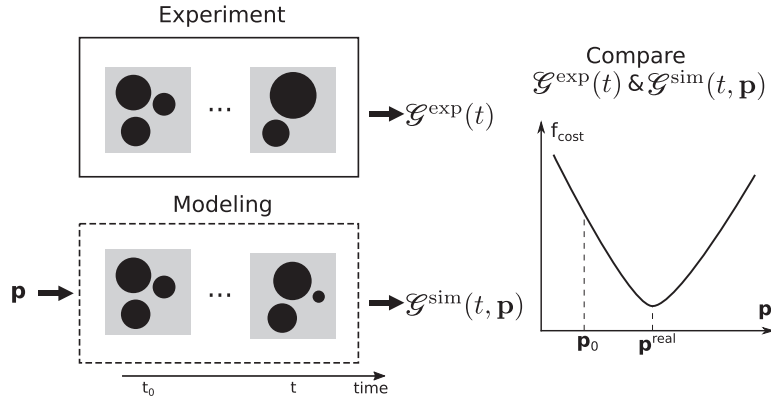 Experiment
...
𝒢^exp(t)
Modeling
p
...
𝒢^sim(t, p)
t₀ t time
Compare
𝒢^exp(t) & 𝒢^sim(t, p)
f_cost
p
p₀ p^real